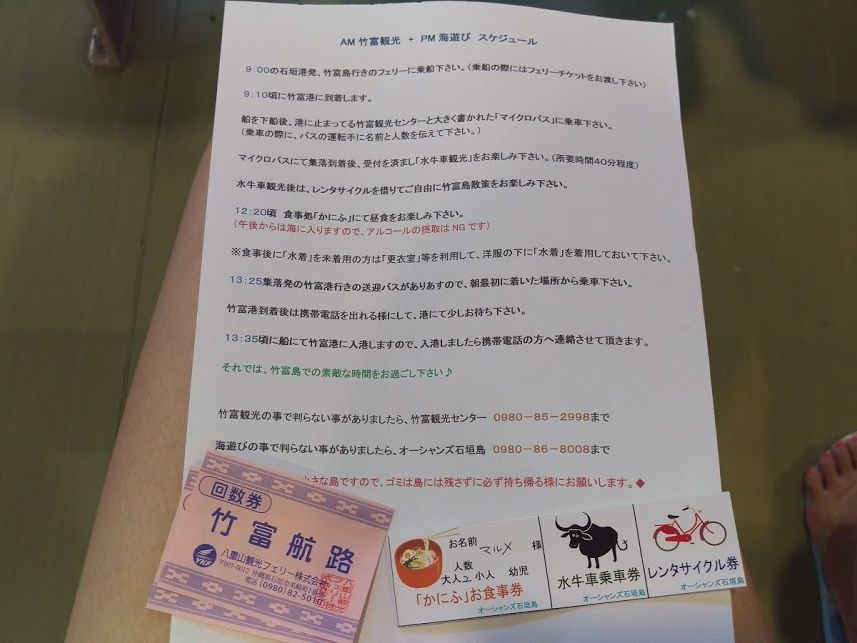 AM 竹富観光 + PM 海遊び スケジュール
9:00の石垣港発、竹富島行きのフェリーに乗船下さい。(乗船の際にはフェリーチケットをお渡し下さい)
9:10頃に竹富港に到着します。
船を下船後、港に止まってる竹富観光センターと大きく書かれた「マイクロバス」に乗車下さい。
(乗車の際に、バスの運転手に名前と人数を伝えて下さい。)
マイクロバスにて集落到着後、受付を済まし「水牛車観光」をお楽しみ下さい。(所要時間40分程度)
水牛車観光後は、レンタサイクルを借りてご自由に竹富島散策をお楽しみ下さい。
12:20頃 食事処「かにふ」にて昼食をお楽しみ下さい。
(午後からは海に入りますので、アルコールの摂取はNGです)
※食事後に「水着」を未着用の方は「更衣室」等を利用して、洋服の下に「水着」を着用しておいて下さい。
13:25集落発の竹富港行きの送迎バスがありあすので、朝最初に着いた場所から乗車下さい。
竹富港到着後は携帯電話を出れる様にして、港にて少しお待ち下さい。
13:35頃に船にて竹富港に入港しますので、入港しましたら携帯電話の方へ連絡させて頂きます。
それでは、竹富島での素敵な時間をお過ごし下さい♪
竹富観光の事で判らない事がありましたら、竹富観光センター 0980-85-2998まで
海遊びの事で判らない事がありましたら、オーシャンズ石垣島 0980-86-8008まで
さな島ですので、ゴミは島には残さずに必ず持ち帰る様にお願いします。◆
回数券
竹富航路
YKF
八重山観光フェリー株式会社
〒907-0012 沖縄県石垣市美崎町1番地
電話 (0980)82-5010
お名前 マルメ 様
人数
大人2 小人 幼児
「かにふ」お食事券
オーシャンズ石垣島
水牛車乗車券
オーシャンズ石垣島
レンタサイクル券
オーシャンズ石垣島